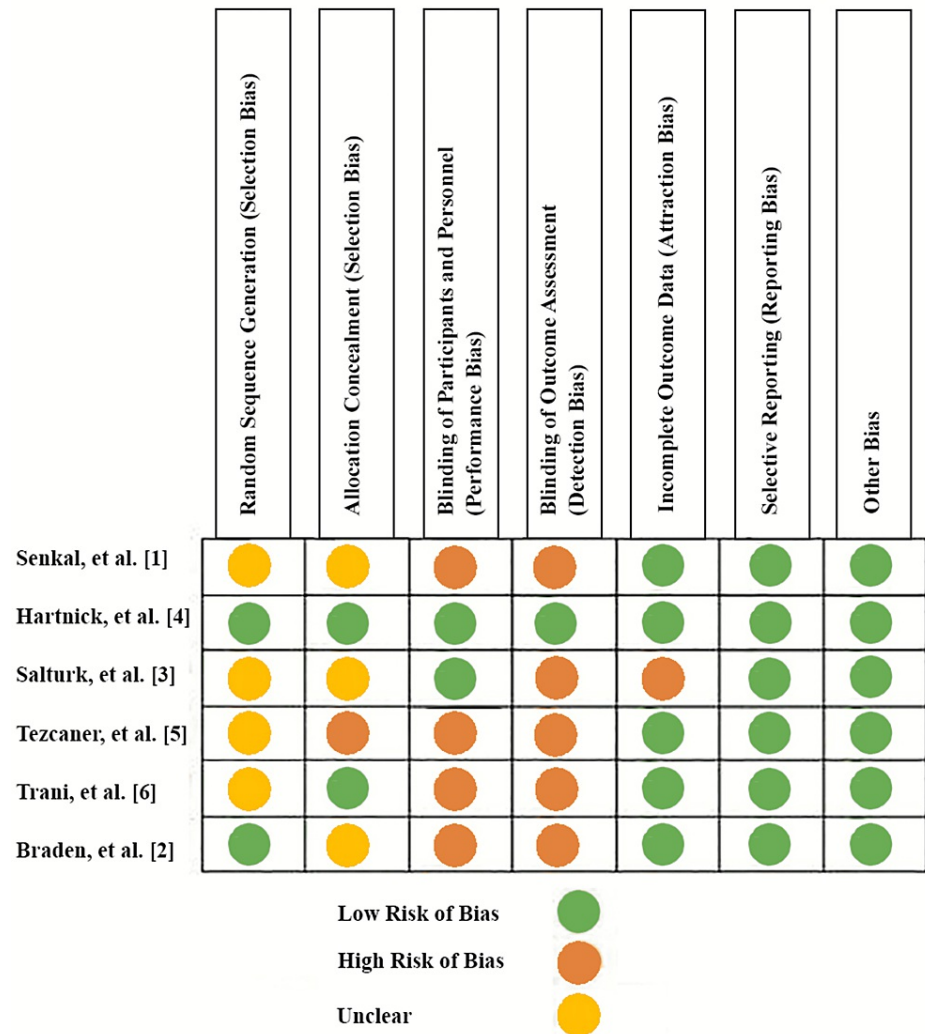 Random Sequence Generation (Selection Bias)
Allocation Concealment (Selection Bias)
Blinding of Participants and Personnel
(Performance Bias)
Blinding of Outcome Assessment
(Detection Bias)
Incomplete Outcome Data (Attraction Bias)
Selective Reporting (Reporting Bias)
Other Bias
Senkal, et al. [1]
Hartnick, et al. [4]
Salturk, et al. [3]
Tezcaner, et al. [5]
Trani, et al. [6]
Braden, et al. [2]
Low Risk of Bias
High Risk of Bias
Unclear